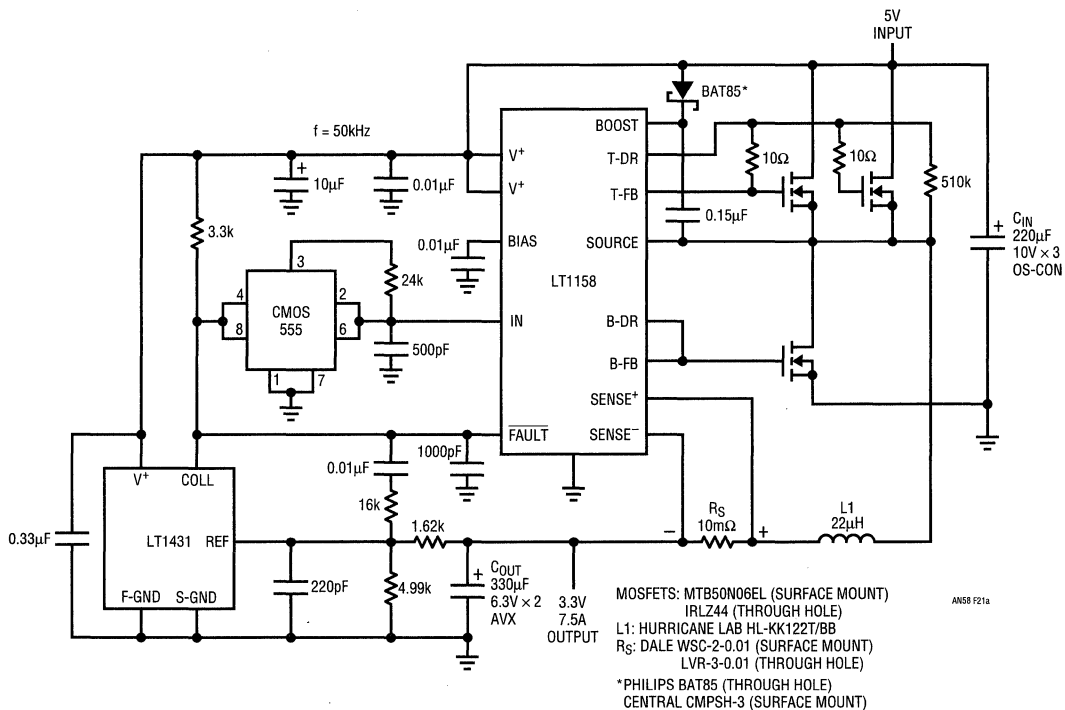 5V
INPUT
BAT85*
f = 50kHz
BOOST
T-DR
T-FB
SOURCE
B-DR
B-FB
SENSE+
SENSE−
V+
V+
BIAS
IN
FAULT
LT1158
10Ω
10Ω
510k
0.15µF
+
CIN
220µF
10V × 3
OS-CON
+
10µF
0.01µF
3.3k
0.01µF
3
24k
4
8
CMOS
555
2
6
1
7
500pF
1000pF
0.01µF
16k
1.62k
V+
COLL
LT1431
REF
F-GND
S-GND
0.33µF
220pF
4.99k
+
COUT
330µF
6.3V × 2
AVX
3.3V
7.5A
OUTPUT
−
RS
10mΩ
+
L1
22µH
MOSFETS: MTB50N06EL (SURFACE MOUNT)
IRLZ44 (THROUGH HOLE)
L1: HURRICANE LAB HL-KK122T/BB
RS: DALE WSC-2-0.01 (SURFACE MOUNT)
LVR-3-0.01 (THROUGH HOLE)
*PHILIPS BAT85 (THROUGH HOLE)
CENTRAL CMPSH-3 (SURFACE MOUNT)
AN58 F21a